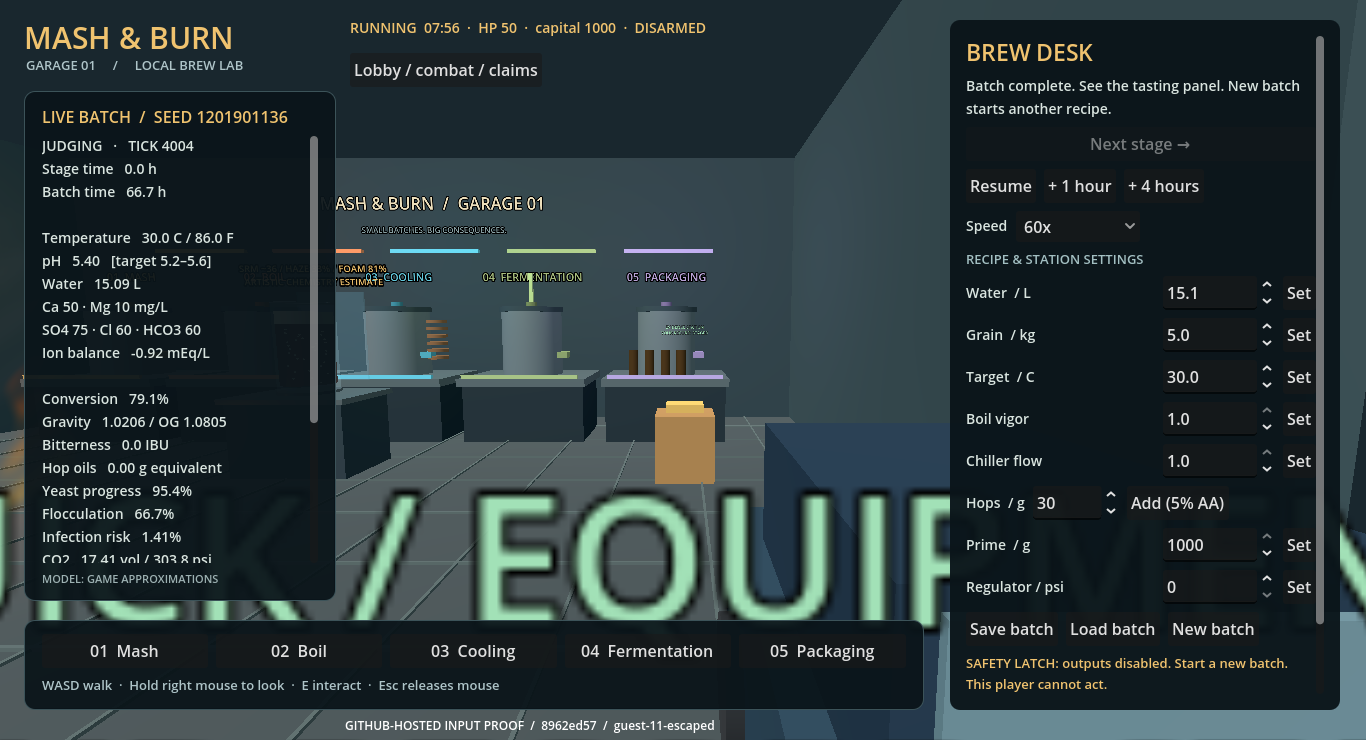 MASH & BURN
GARAGE 01 / LOCAL BREW LAB
RUNNING 07:56 · HP 50 · capital 1000 · DISARMED
Lobby / combat / claims
LIVE BATCH / SEED 1201901136
JUDGING · TICK 4004
Stage time 0.0 h
Batch time 66.7 h
Temperature 30.0 C / 86.0 F
pH 5.40 [target 5.2–5.6]
Water 15.09 L
Ca 50 · Mg 10 mg/L
SO4 75 · Cl 60 · HCO3 60
Ion balance -0.92 mEq/L
Conversion 79.1%
Gravity 1.0206 / OG 1.0805
Bitterness 0.0 IBU
Hop oils 0.00 g equivalent
Yeast progress 95.4%
Flocculation 66.7%
Infection risk 1.41%
CO2 17.41 vol / 303.8 psi
MODEL: GAME APPROXIMATIONS
MASH & BURN / GARAGE 01
SMALL BATCHES. BIG CONSEQUENCES.
FOAM 81%
ESTIMATE
03 COOLING
04 FERMENTATION
05 PACKAGING
/ EQUIP
01 Mash
02 Boil
03 Cooling
04 Fermentation
05 Packaging
WASD walk · Hold right mouse to look · E interact · Esc releases mouse
GITHUB-HOSTED INPUT PROOF / 8962ed57 / guest-11-escaped
BREW DESK
Batch complete. See the tasting panel. New batch
starts another recipe.
Next stage →
Resume + 1 hour + 4 hours
Speed 60x
RECIPE & STATION SETTINGS
Water / L 15.1 Set
Grain / kg 5.0 Set
Target / C 30.0 Set
Boil vigor 1.0 Set
Chiller flow 1.0 Set
Hops / g 30 Add (5% AA)
Prime / g 1000 Set
Regulator / psi 0 Set
Save batch Load batch New batch
SAFETY LATCH: outputs disabled. Start a new batch.
This player cannot act.